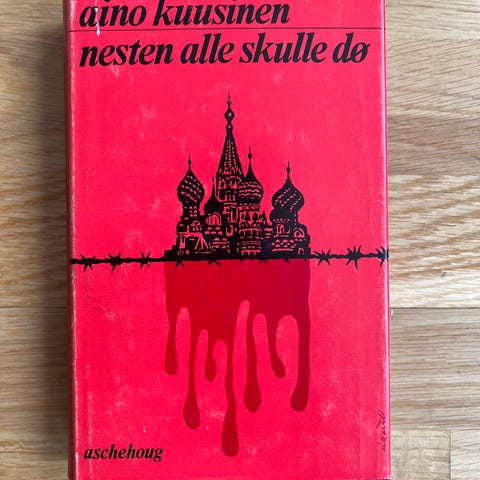 aino kuusinen
nesten alle skulle dø
aschehoug